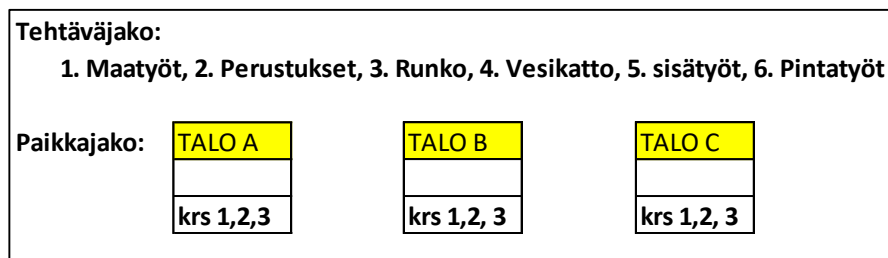 Tehtäväjako:
1. Maatyöt, 2. Perustukset, 3. Runko, 4. Vesikatto, 5. sisätyöt, 6. Pintatyöt
Paikkajako: TALO A TALO B TALO C
krs 1,2,3 krs 1,2, 3 krs 1,2, 3